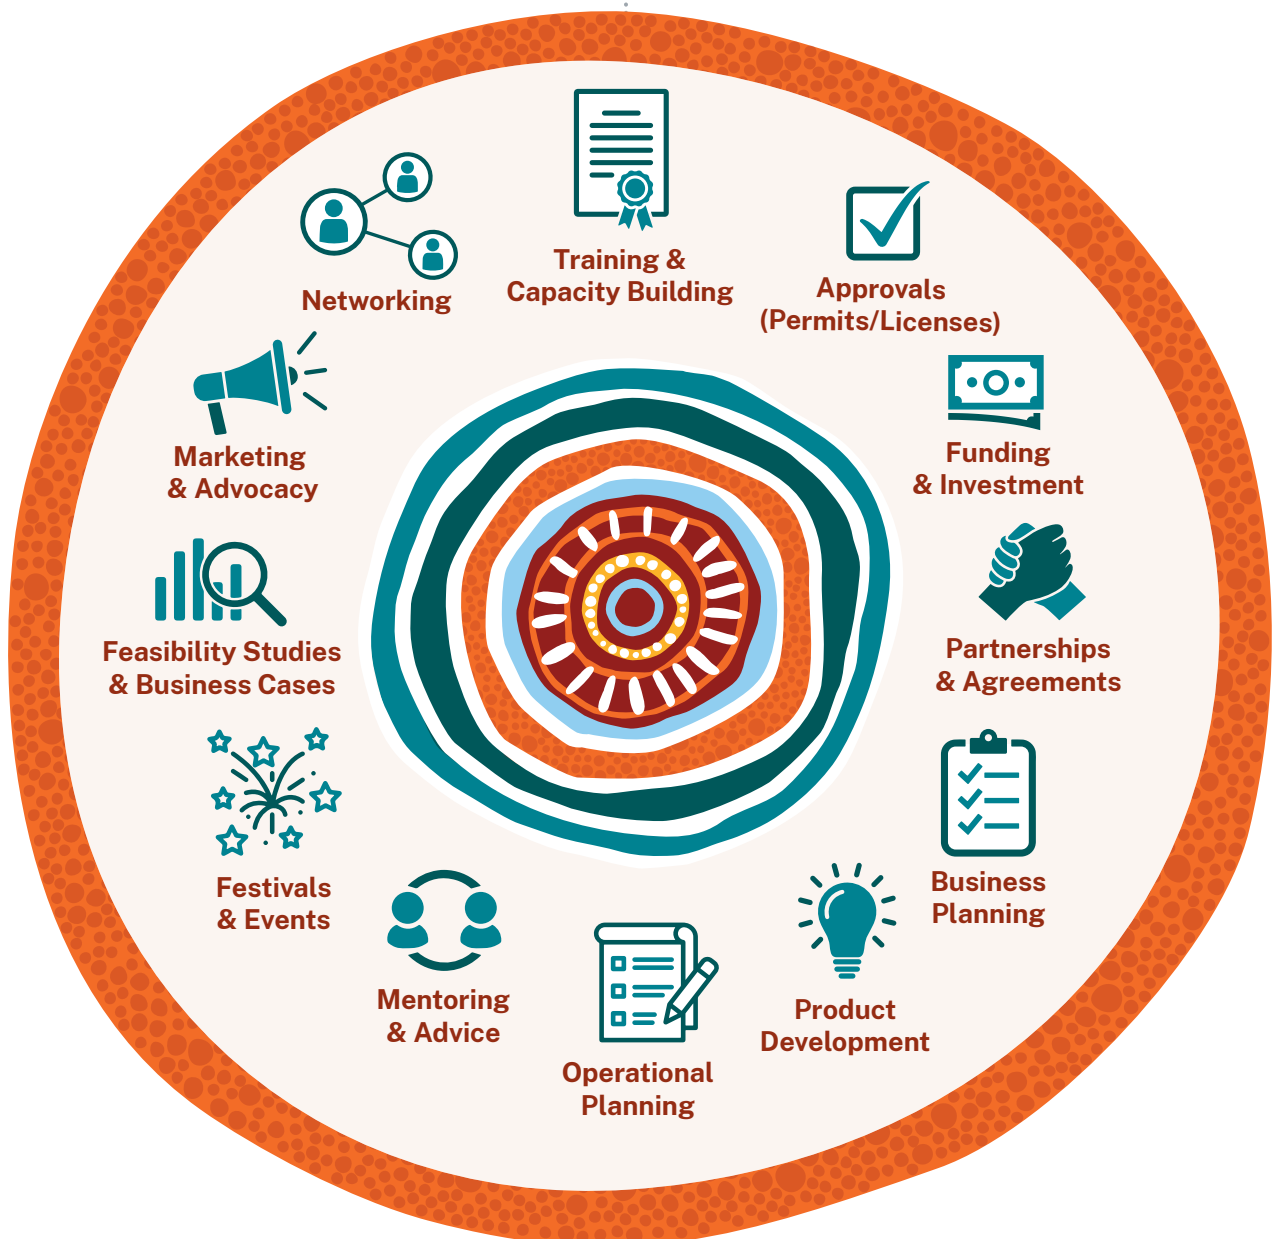 Training &
Capacity Building
Approvals
(Permits/Licenses)
Funding
& Investment
Partnerships
& Agreements
Business
Planning
Product
Development
Operational
Planning
Mentoring
& Advice
Festivals
& Events
Feasibility Studies
& Business Cases
Marketing
& Advocacy
Networking